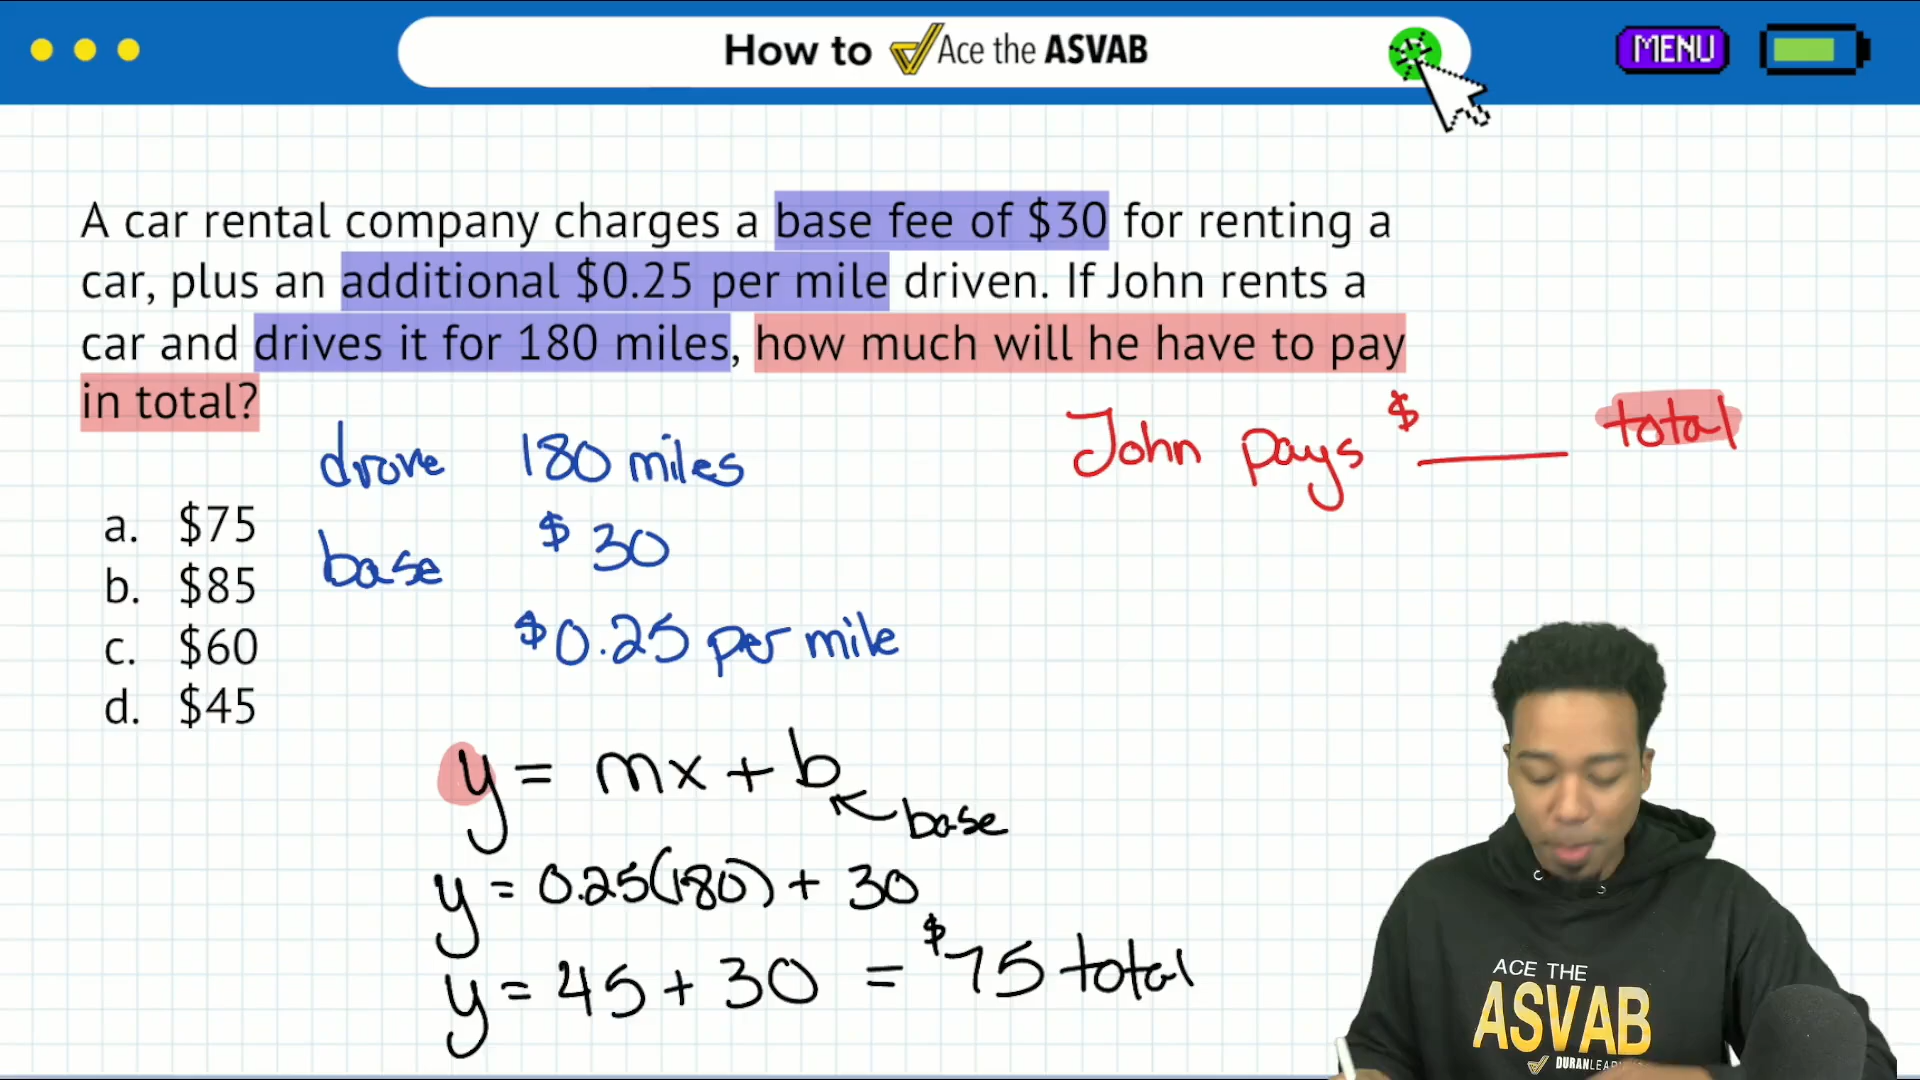 How to Ace the ASVAB
MENU
A car rental company charges a base fee of $30 for renting a
car, plus an additional $0.25 per mile driven. If John rents a
car and drives it for 180 miles, how much will he have to pay
in total?
John pays $ ____ total
drove 180 miles
base $30
$0.25 per mile
a. $75
b. $85
c. $60
d. $45
y = mx + b
base
y = 0.25(180) + 30
y = 45 + 30 = $75 total
ACE THE
ASVAB